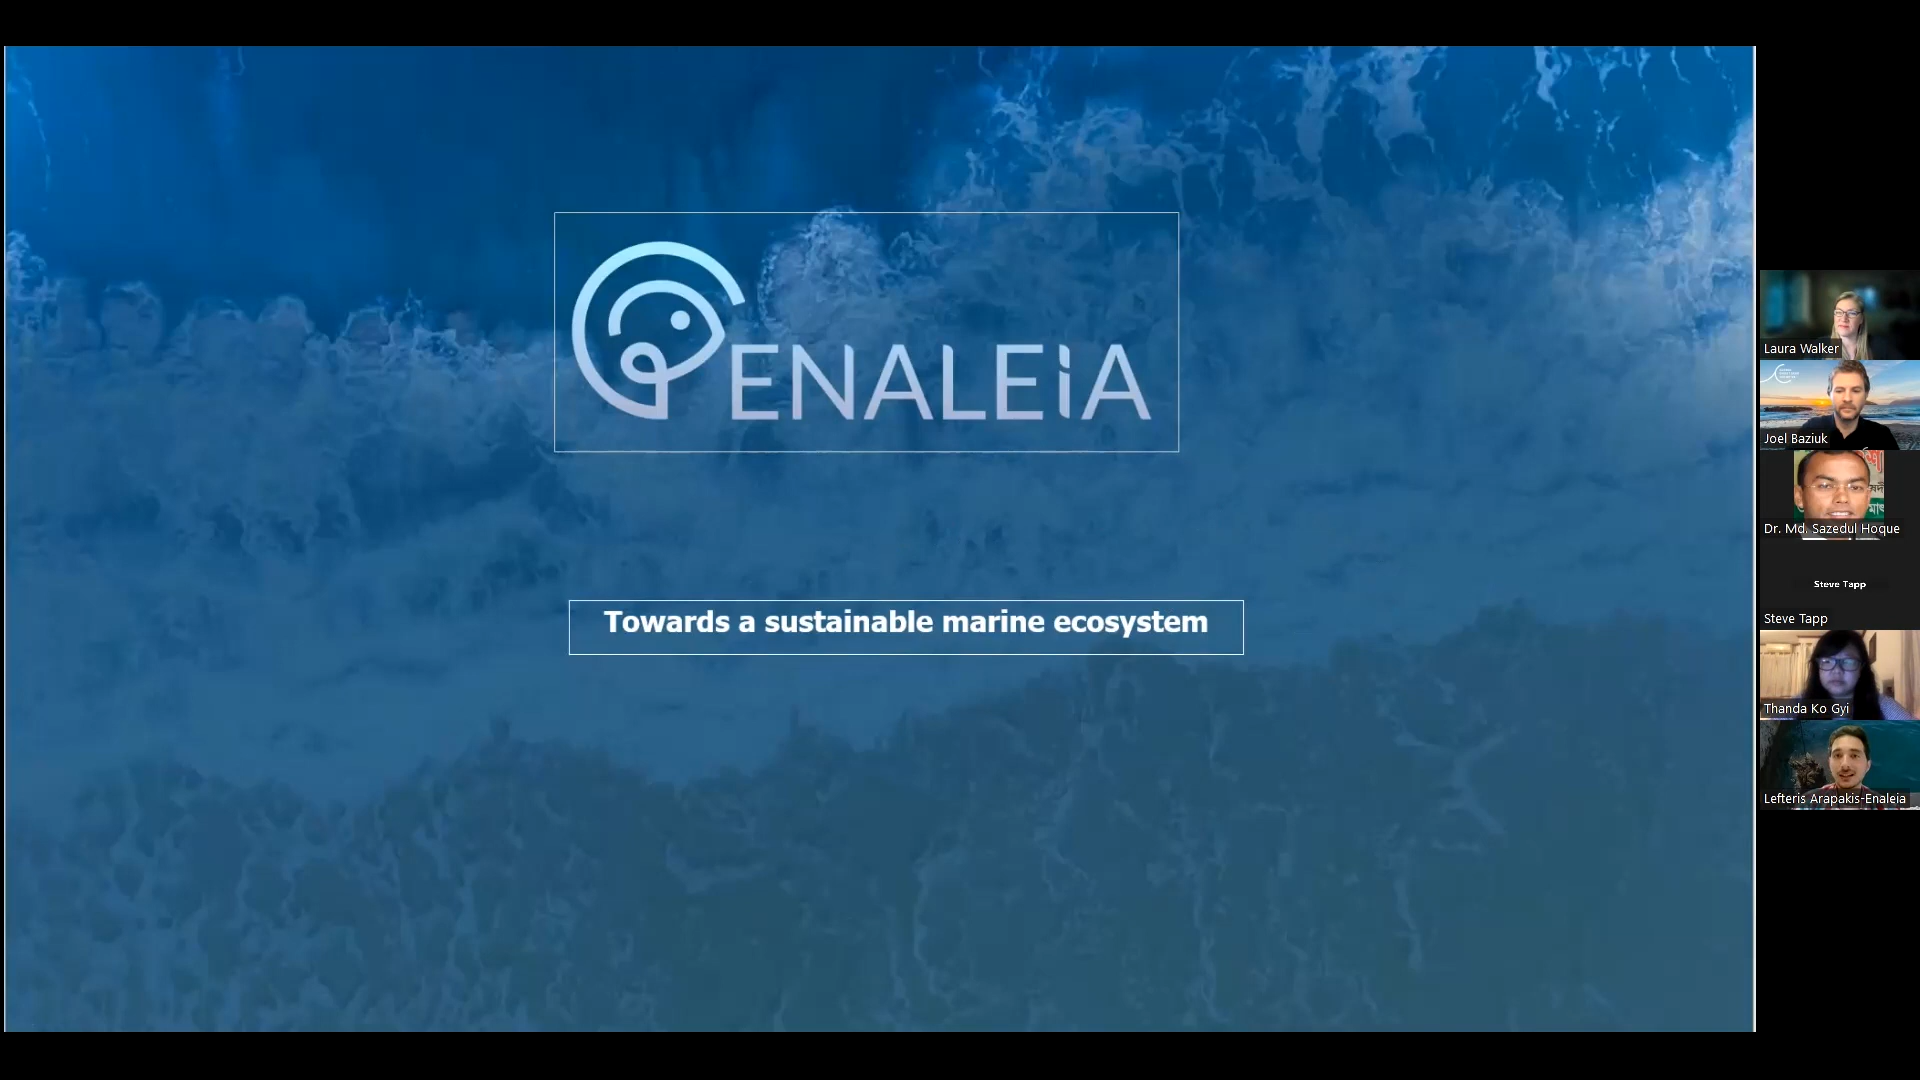 ENALEiA
Towards a sustainable marine ecosystem
Laura Walker
Joel Baziuk
Dr. Md. Sazedul Hoque
Steve Tapp
Steve Tapp
Thanda Ko Gyi
Lefteris Arapakis-Enaleia